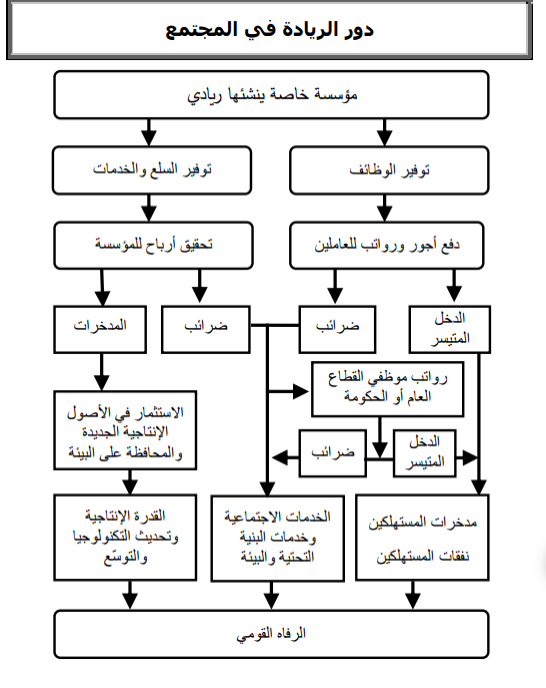 دور الريادة في المجتمع
مؤسسة خاصة ينشئها ريادي
توفير الوظائف
توفير السلع والخدمات
دفع أجور ورواتب للعاملين
تحقيق أرباح للمؤسسة
الدخل
المتيسر
ضرائب
ضرائب
المدخرات
رواتب موظفي القطاع
العام أو الحكومة
الاستثمار في الأصول
الإنتاجية الجديدة
والمحافظة على البيئة
الدخل
المتيسر
ضرائب
مدخرات المستهلكين
نفقات المستهلكين
الخدمات الاجتماعية
وخدمات البنية
التحتية والبيئة
القدرة الإنتاجية
وتحديث التكنولوجيا
والتوسّع
الرفاه القومي